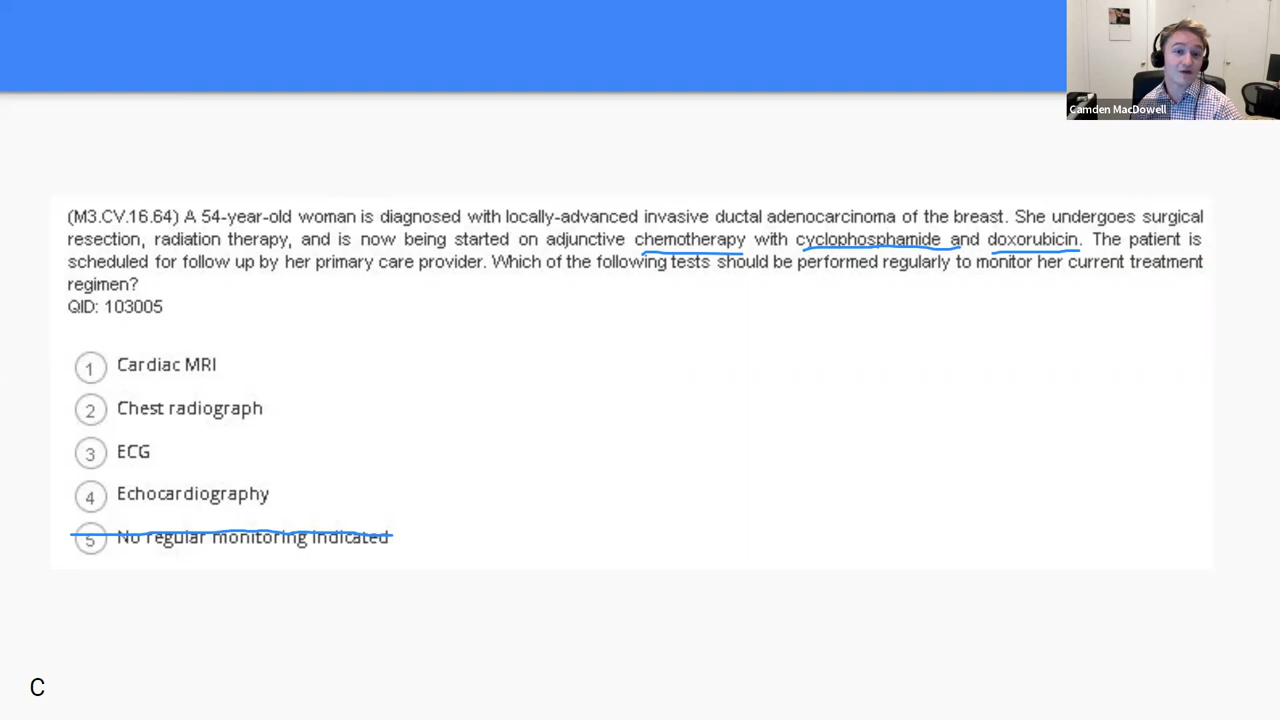 Camden MacDowell
(M3.CV.16.64) A 54-year-old woman is diagnosed with locally-advanced invasive ductal adenocarcinoma of the breast. She undergoes surgical
resection, radiation therapy, and is now being started on adjunctive chemotherapy with cyclophosphamide and doxorubicin. The patient is
scheduled for follow up by her primary care provider. Which of the following tests should be performed regularly to monitor her current treatment
regimen?
QID: 103005
1 Cardiac MRI
2 Chest radiograph
3 ECG
4 Echocardiography
5 No regular monitoring indicated
C